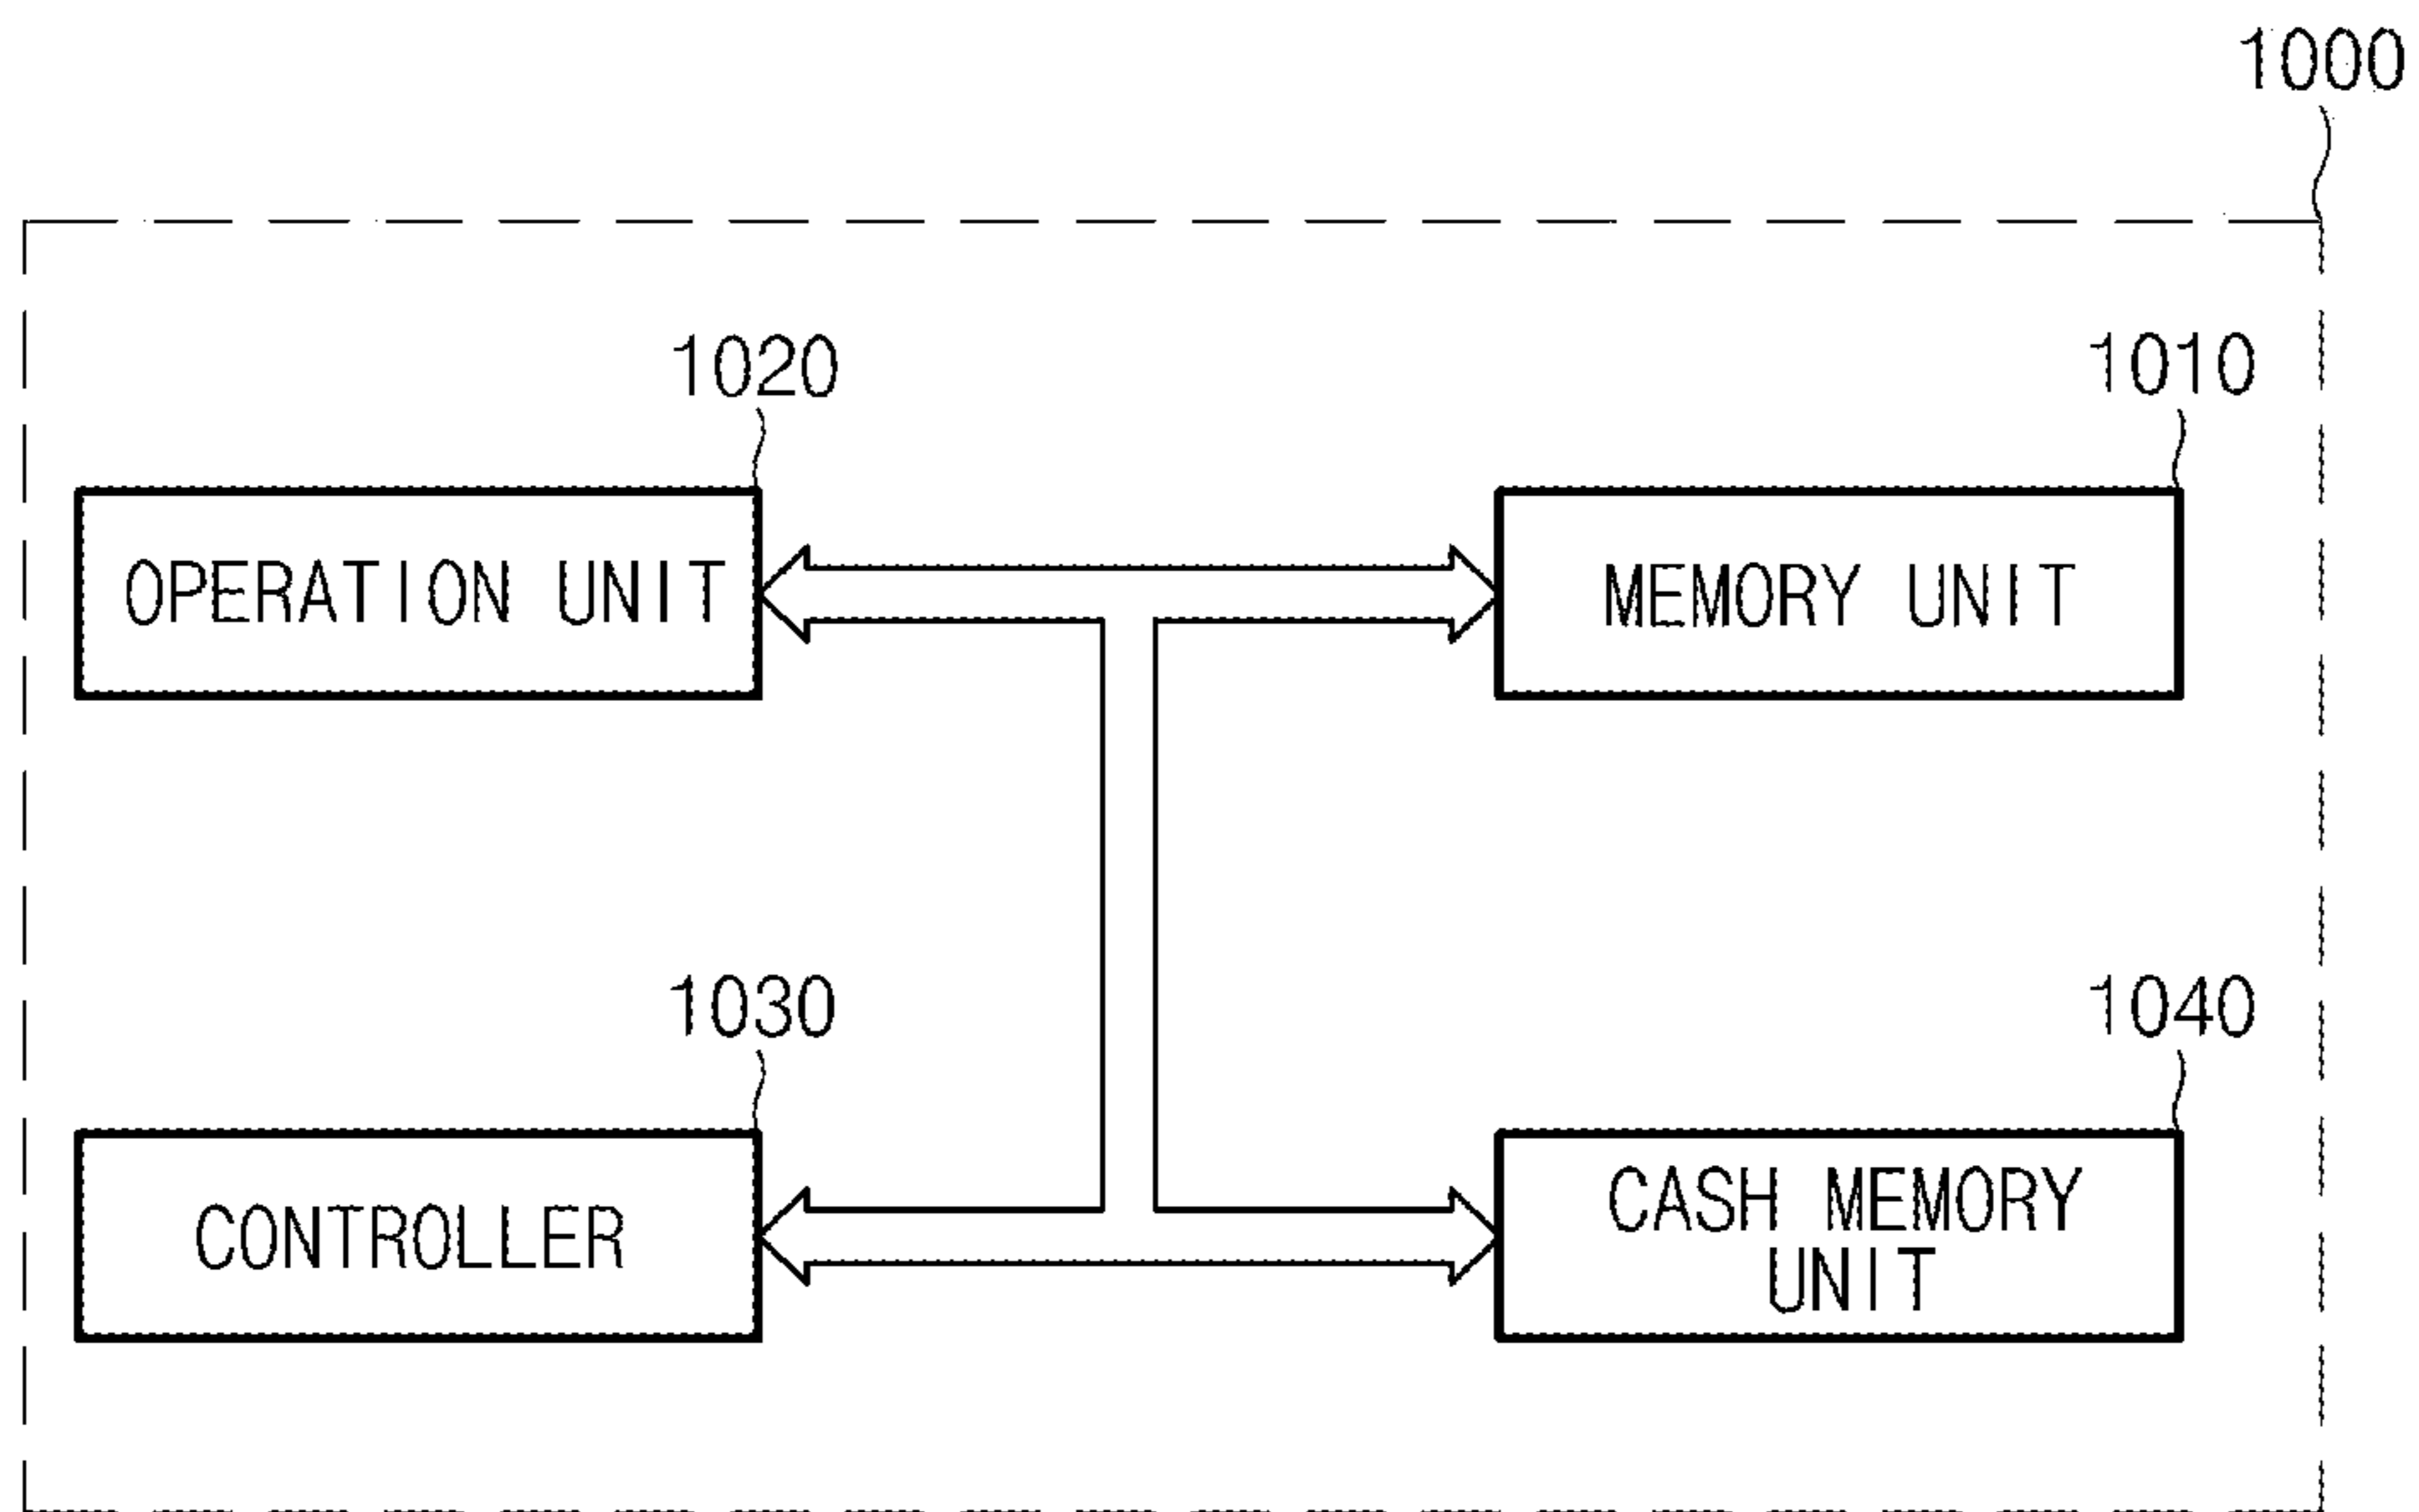 1000
1020
1010
OPERATION UNIT
MEMORY UNIT
1030
1040
CONTROLLER
CASH MEMORY
UNIT